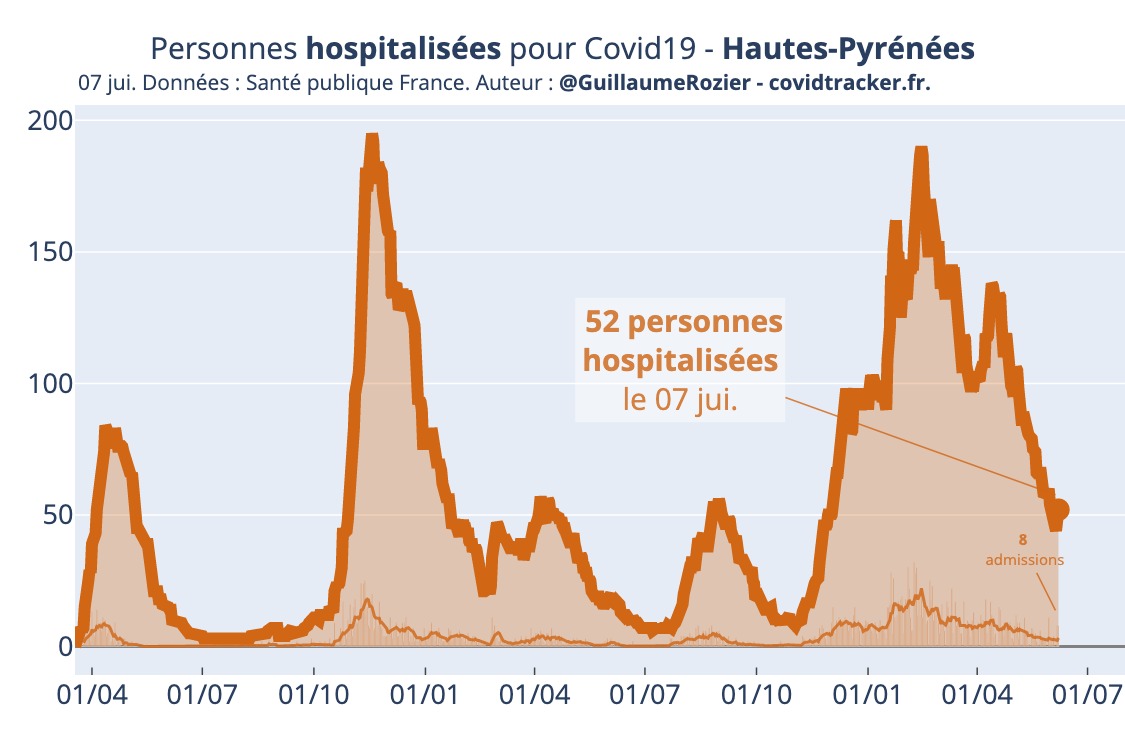 Personnes hospitalisées pour Covid19 - Hautes-Pyrénées
07 jui. Données : Santé publique France. Auteur : @GuillaumeRozier - covidtracker.fr.
200
150
100
50
0
52 personnes
hospitalisées
le 07 jui.
8
admissions
01/04 01/07 01/10 01/01 01/04 01/07 01/10 01/01 01/04 01/07